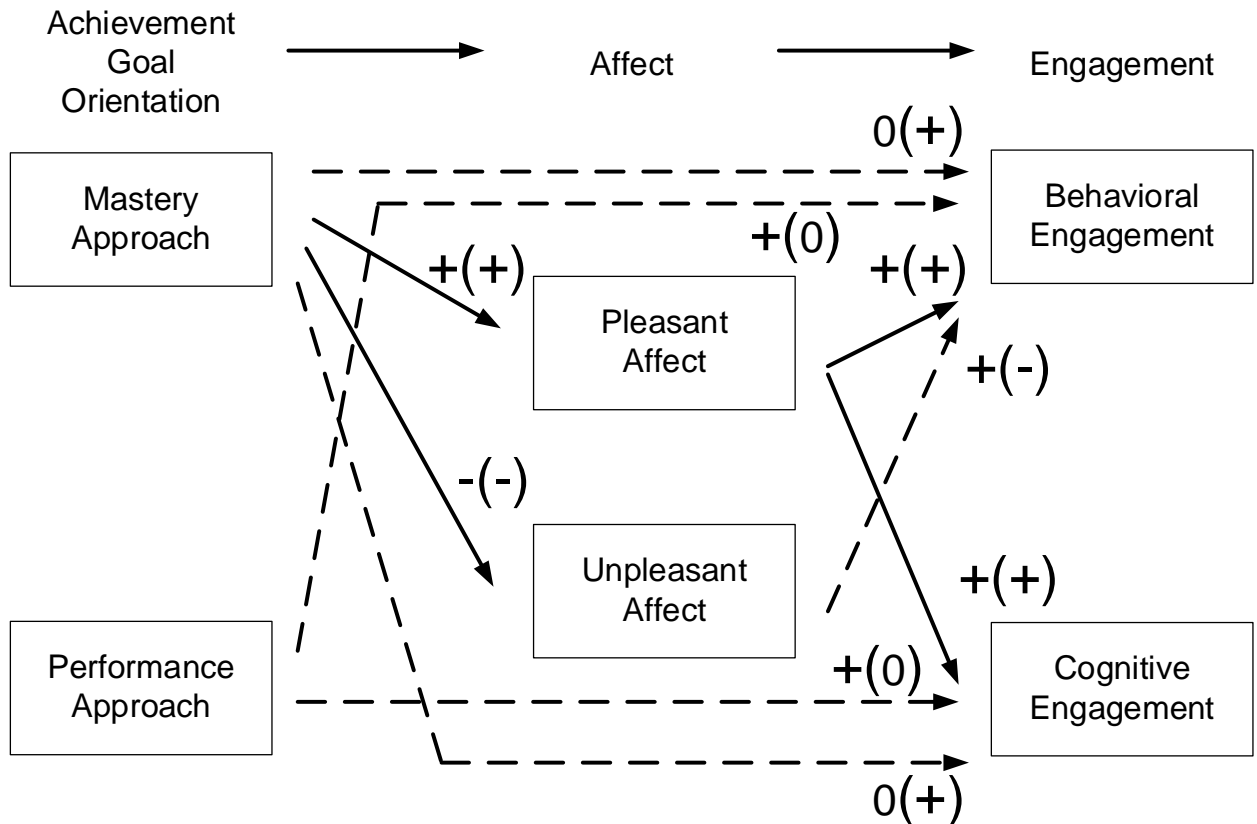 Achievement
Goal
Orientation
Affect
Engagement
0(+)
Mastery
Approach
Behavioral
Engagement
+(0)
+(+)
+(+)
Pleasant
Affect
+(-)
-(-)
Unpleasant
Affect
+(+)
Performance
Approach
+(0)
Cognitive
Engagement
0(+)